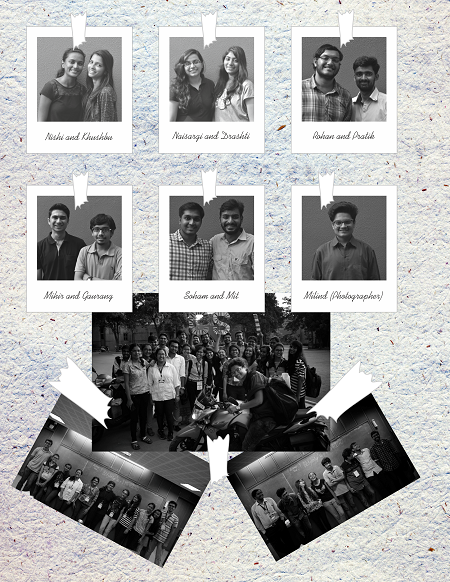 Nishi and Khushbu
Naisargi and Drashti
Rohan and Pratik
Mihir and Gaurang
Soham and Mit
Milind (Photographer)